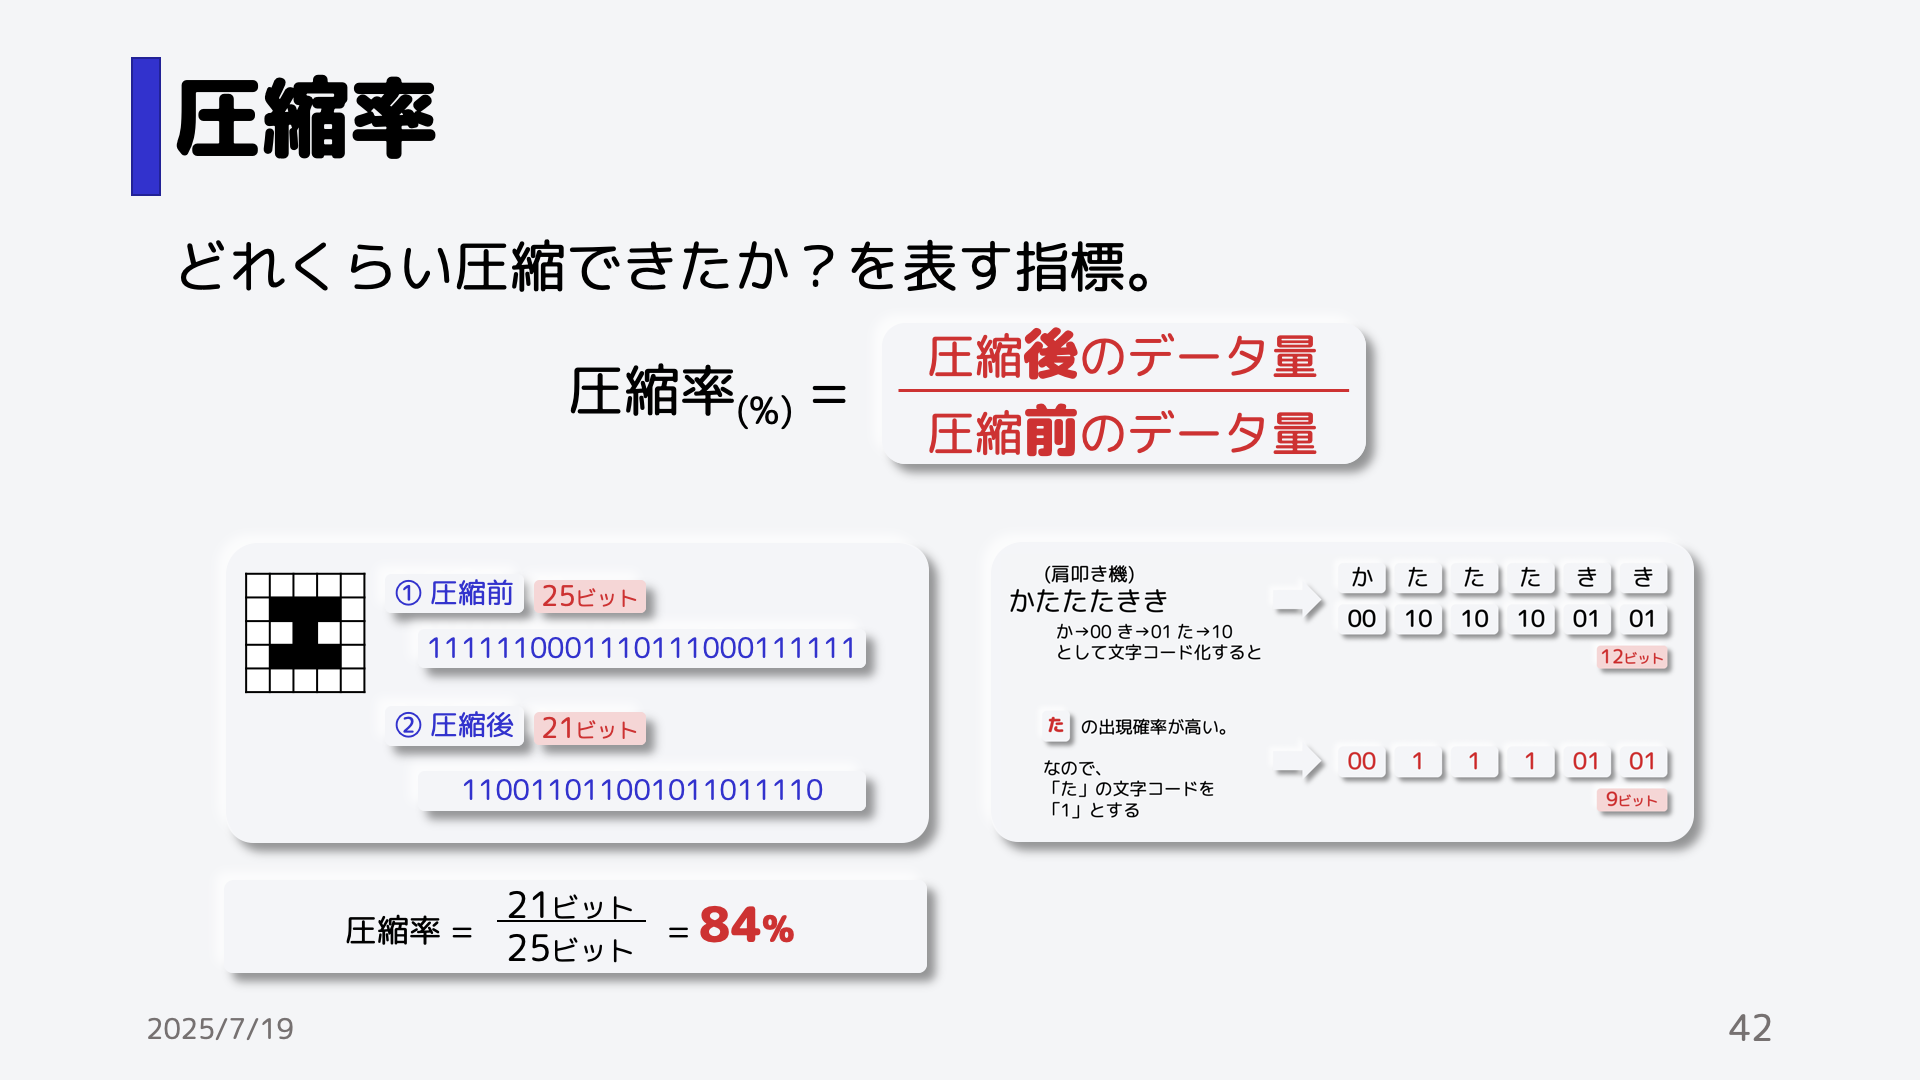 圧縮率
どれくらい圧縮できたか？を表す指標。
圧縮率(%) =
圧縮後のデータ量
圧縮前のデータ量
① 圧縮前 25ビット
1111110001110111000111111
② 圧縮後 21ビット
110011011001011011110
圧縮率 =
21ビット
25ビット
= 84%
(肩叩き機)
かたたたきき
か→00 き→01 た→10
として文字コード化すると
か た た た き き
00 10 10 10 01 01
12ビット
た の出現確率が高い。
なので、
「た」の文字コードを
「1」とする
00 1 1 1 01 01
9ビット
2025/7/19
42